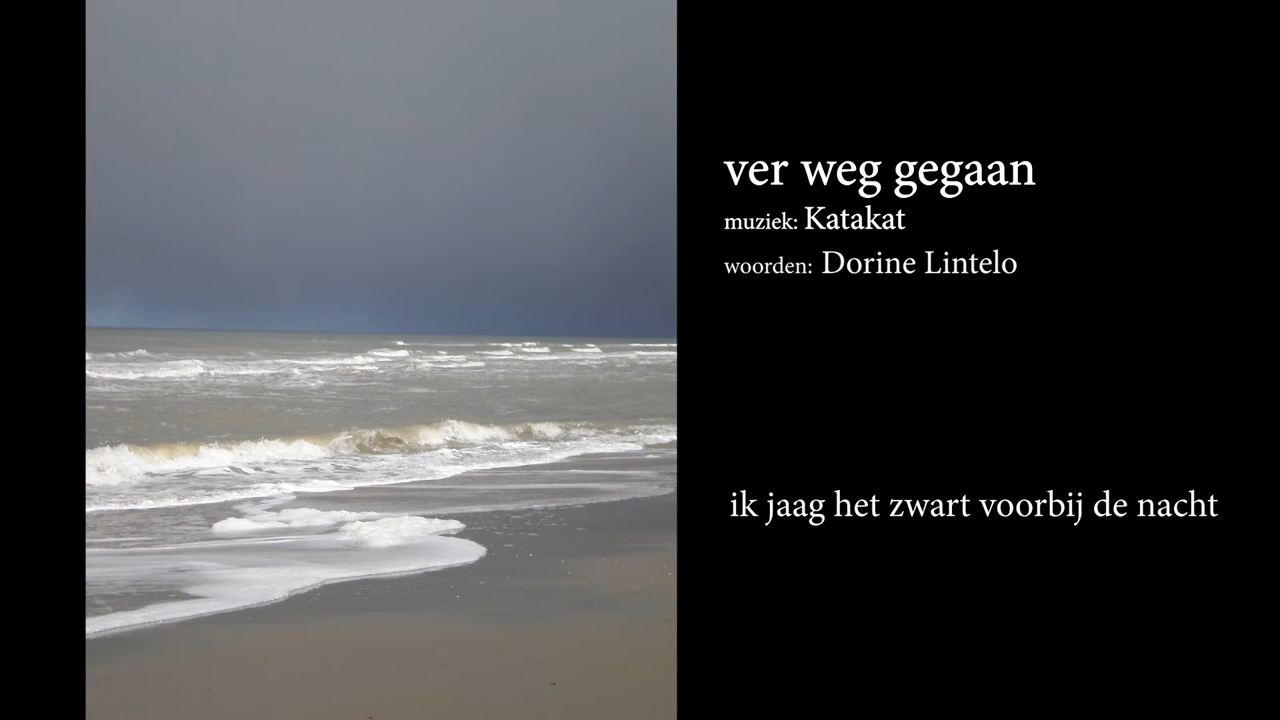 ver weg gegaan
muziek: Katakat
woorden: Dorine Lintelo
ik jaag het zwart voorbij de nacht